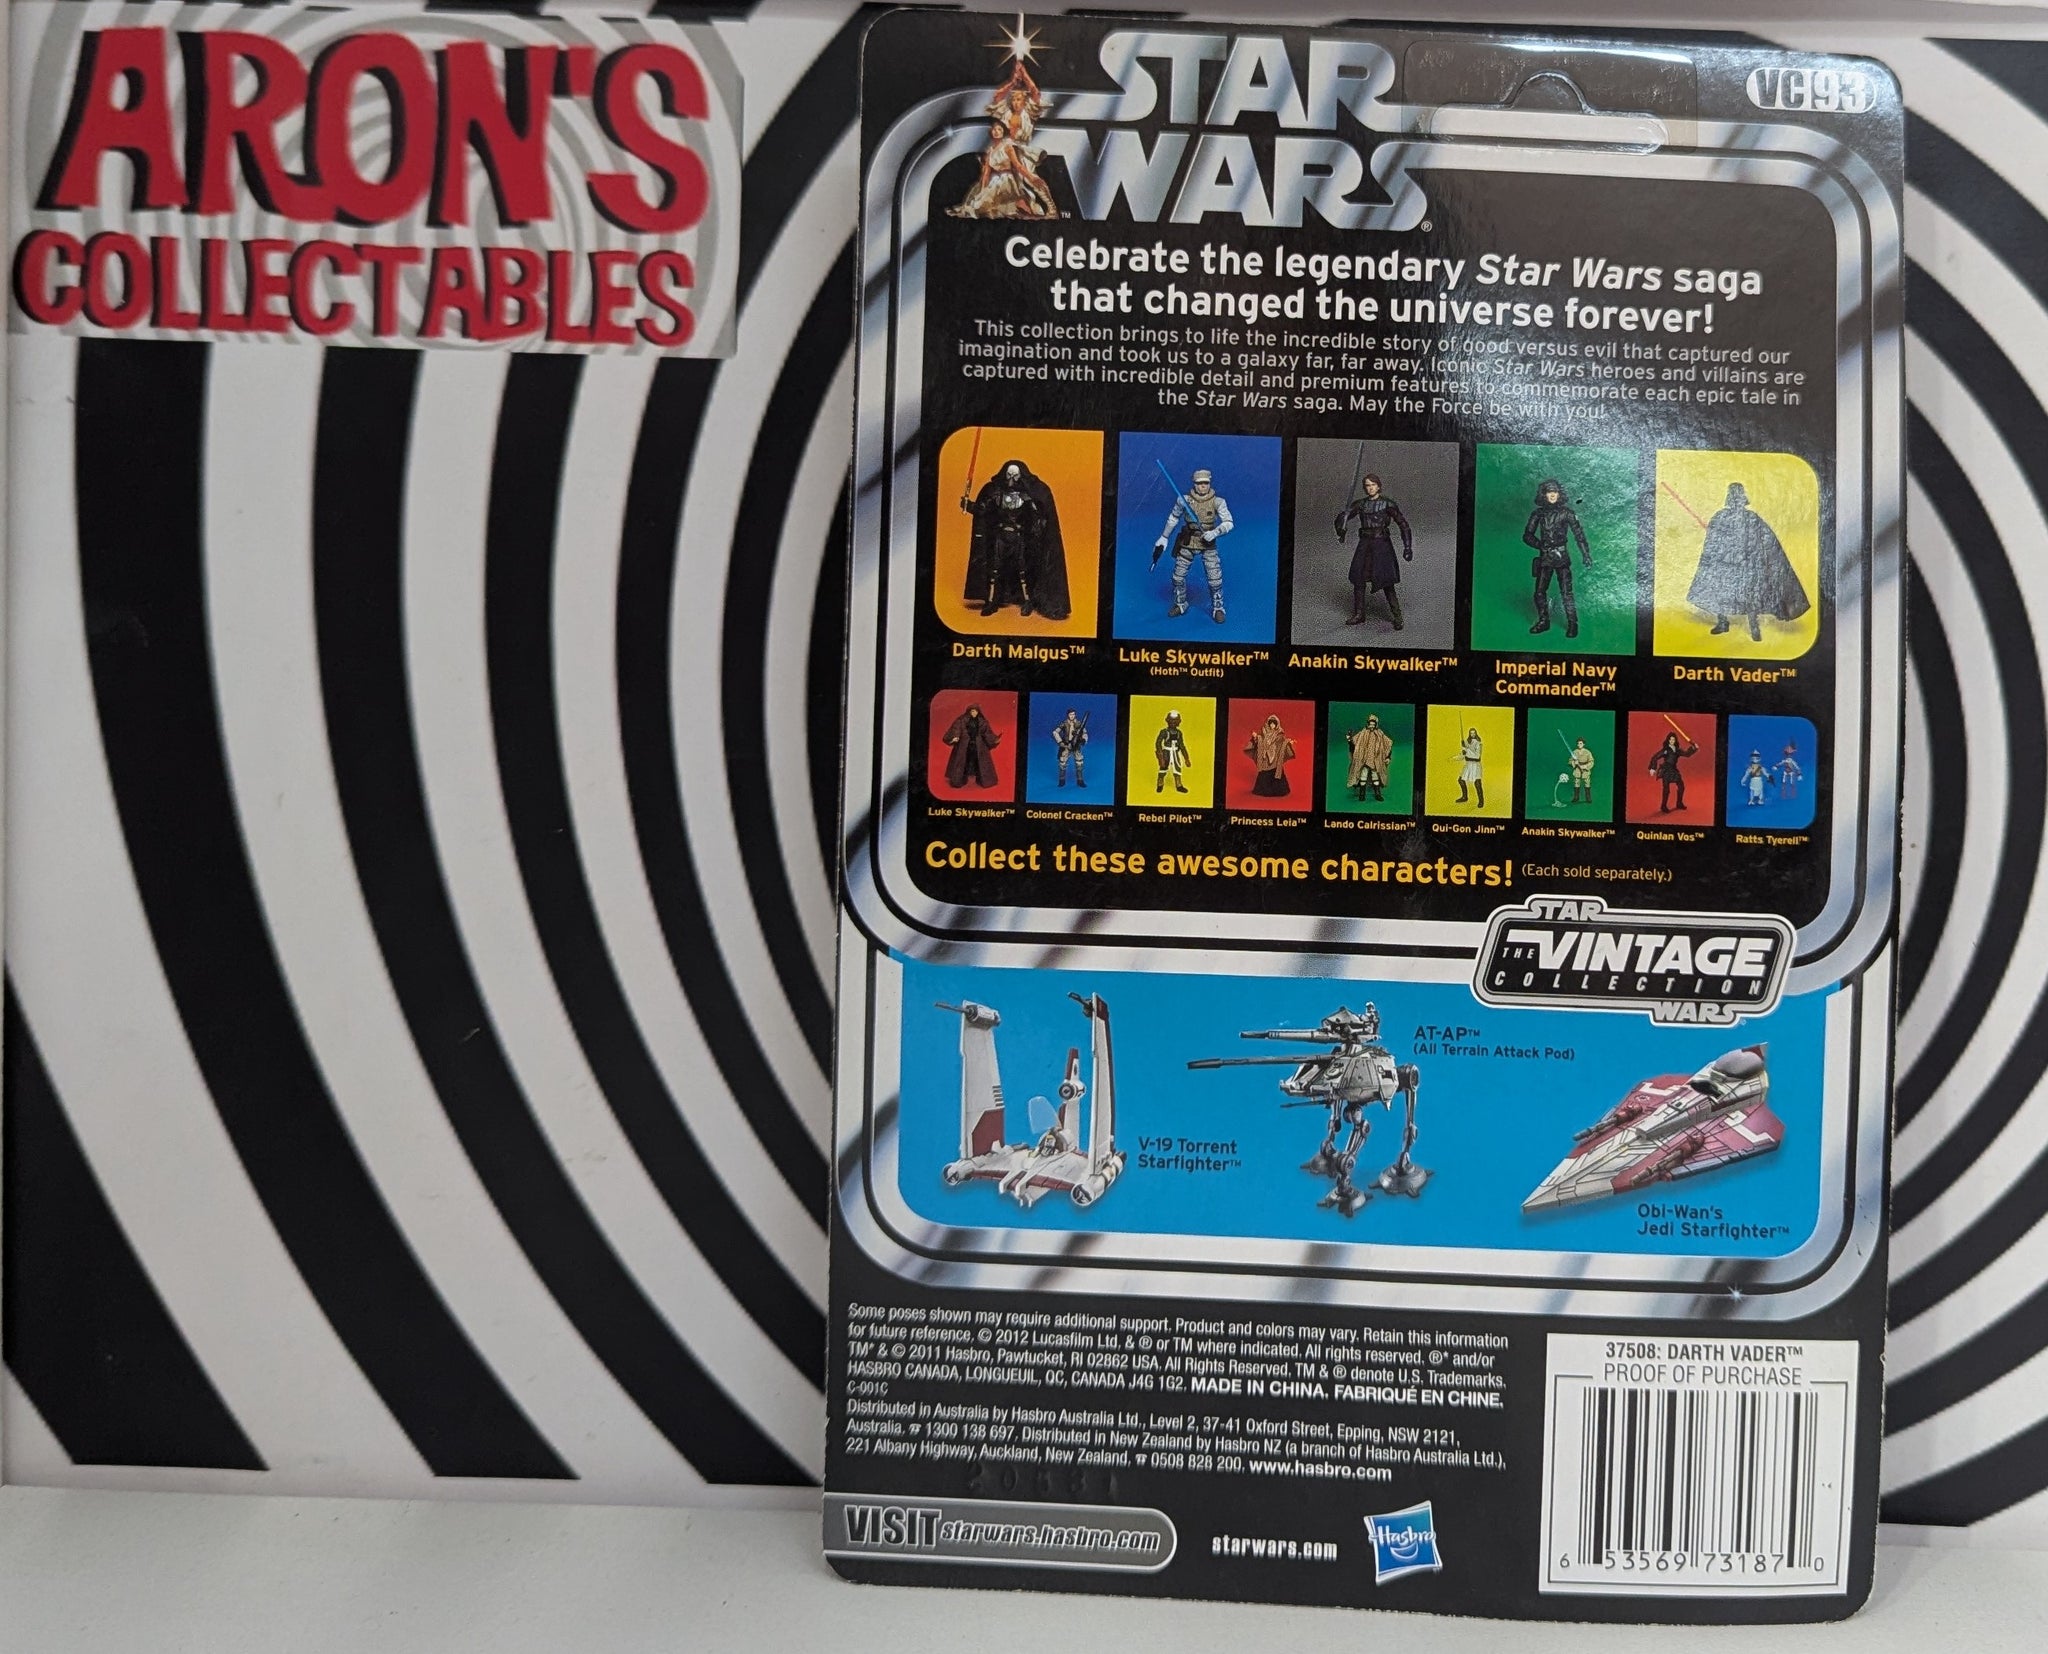 ARON'S
COLLECTABLES
STAR
WARS
TM
®
VC93
Celebrate the legendary Star Wars saga
that changed the universe forever!
This collection brings to life the incredible story of good versus evil that captured our
imagination and took us to a galaxy far, far away. Iconic Star Wars heroes and villains are
captured with incredible detail and premium features to commemorate each epic tale in
the Star Wars saga. May the Force be with you!
Darth Malgus™
Luke Skywalker™
(Hoth™ Outfit)
Anakin Skywalker™
Imperial Navy
Commander™
Darth Vader™
Luke Skywalker™
Colonel Cracken™
Rebel Pilot™
Princess Leia™
Lando Calrissian™
Qui-Gon Jinn™
Anakin Skywalker™
Quinlan Vos™
Ratts Tyerell™
Collect these awesome characters! (Each sold separately.)
STAR
THE VINTAGE
COLLECTION
WARS
V-19 Torrent
Starfighter™
AT-AP™
(All Terrain Attack Pod)
Obi-Wan's
Jedi Starfighter™
Some poses shown may require additional support. Product and colors may vary. Retain this information
for future reference. © 2012 Lucasfilm Ltd. & ® or TM where indicated. All rights reserved. ®* and/or
TM* & © 2011 Hasbro, Pawtucket, RI 02862 USA. All Rights Reserved. TM & ® denote U.S. Trademarks.
HASBRO CANADA, LONGUEUIL, QC, CANADA J4G 1G2. MADE IN CHINA. FABRIQUÉ EN CHINE.
C-001C
Distributed in Australia by Hasbro Australia Ltd., Level 2, 37-41 Oxford Street, Epping, NSW 2121,
Australia. ☎ 1300 138 697. Distributed in New Zealand by Hasbro NZ (a branch of Hasbro Australia Ltd.),
221 Albany Highway, Auckland, New Zealand, ☎ 0508 828 200. www.hasbro.com
VISIT starwars.hasbro.com
starwars.com
Hasbro
37508: DARTH VADER™
PROOF OF PURCHASE
6 53569 73187 0